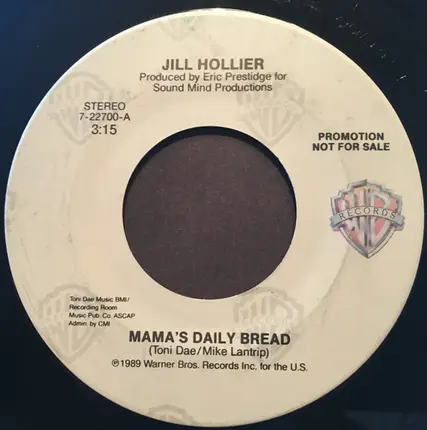 JILL HOLLIER
Produced by Eric Prestidge for
Sound Mind Productions
STEREO
7-22700-A
3:15
PROMOTION
NOT FOR SALE
RECORDS
Toni Dae Music BMI/
Recording Room
Music Pub. Co. ASCAP
Admin. by CMI
MAMA'S DAILY BREAD
(Toni Dae/Mike Lantrip)
℗1989 Warner Bros. Records Inc. for the U.S.